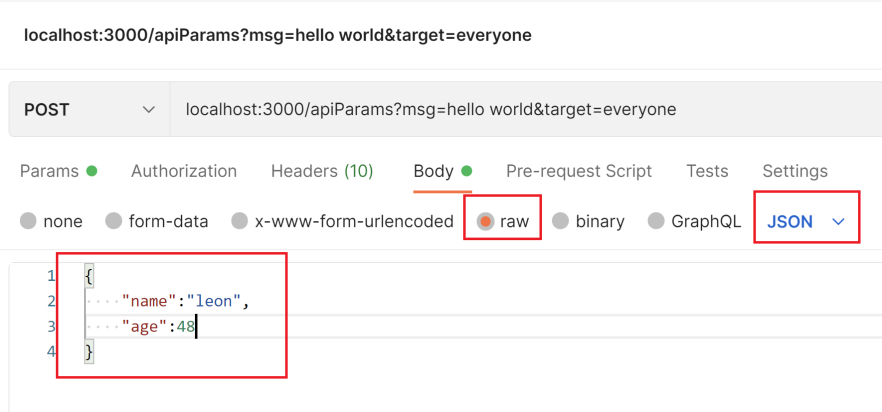 localhost:3000/apiParams?msg=hello world&target=everyone
POST localhost:3000/apiParams?msg=hello world&target=everyone
Params Authorization Headers (10) Body Pre-request Script Tests Settings
none form-data x-www-form-urlencoded raw binary GraphQL JSON
1 {
2 "name":"leon",
3 "age":48
4 }